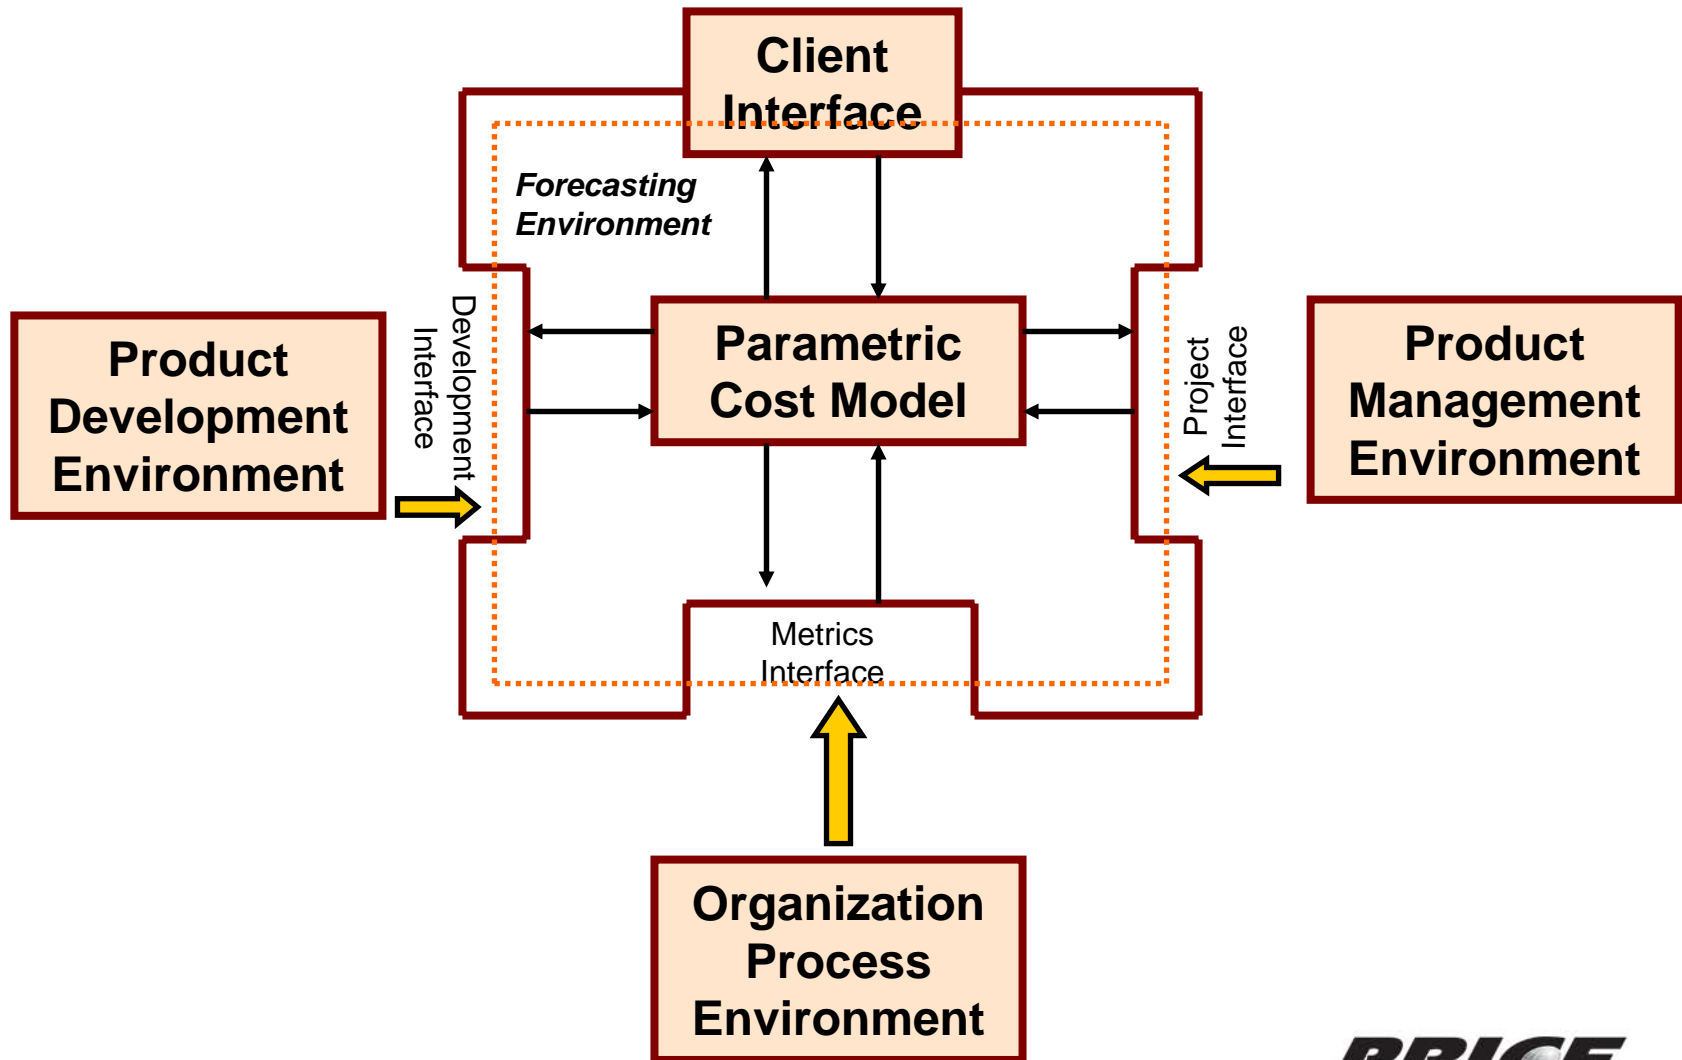 Client
Interface
Forecasting
Environment
Product
Development
Environment
Development
Interface
Parametric
Cost Model
Project
Interface
Product
Management
Environment
Metrics
Interface
Organization
Process
Environment
PRICE